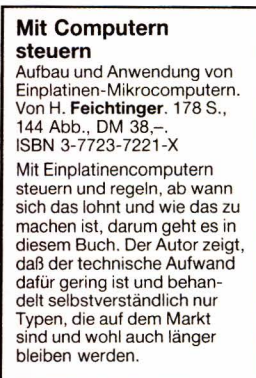 Mit Computern
steuern
Aufbau und Anwendung von
Einplatinen-Mikrocomputern.
Von H. Feichtinger. 178 S.,
144 Abb., DM 38,–.
ISBN 3-7723-7221-X
Mit Einplatinencomputern
steuern und regeln, ab wann
sich das lohnt und wie das zu
machen ist, darum geht es in
diesem Buch. Der Autor zeigt,
daß der technische Aufwand
dafür gering ist und behan-
delt selbstverständlich nur
Typen, die auf dem Markt
sind und wohl auch länger
bleiben werden.